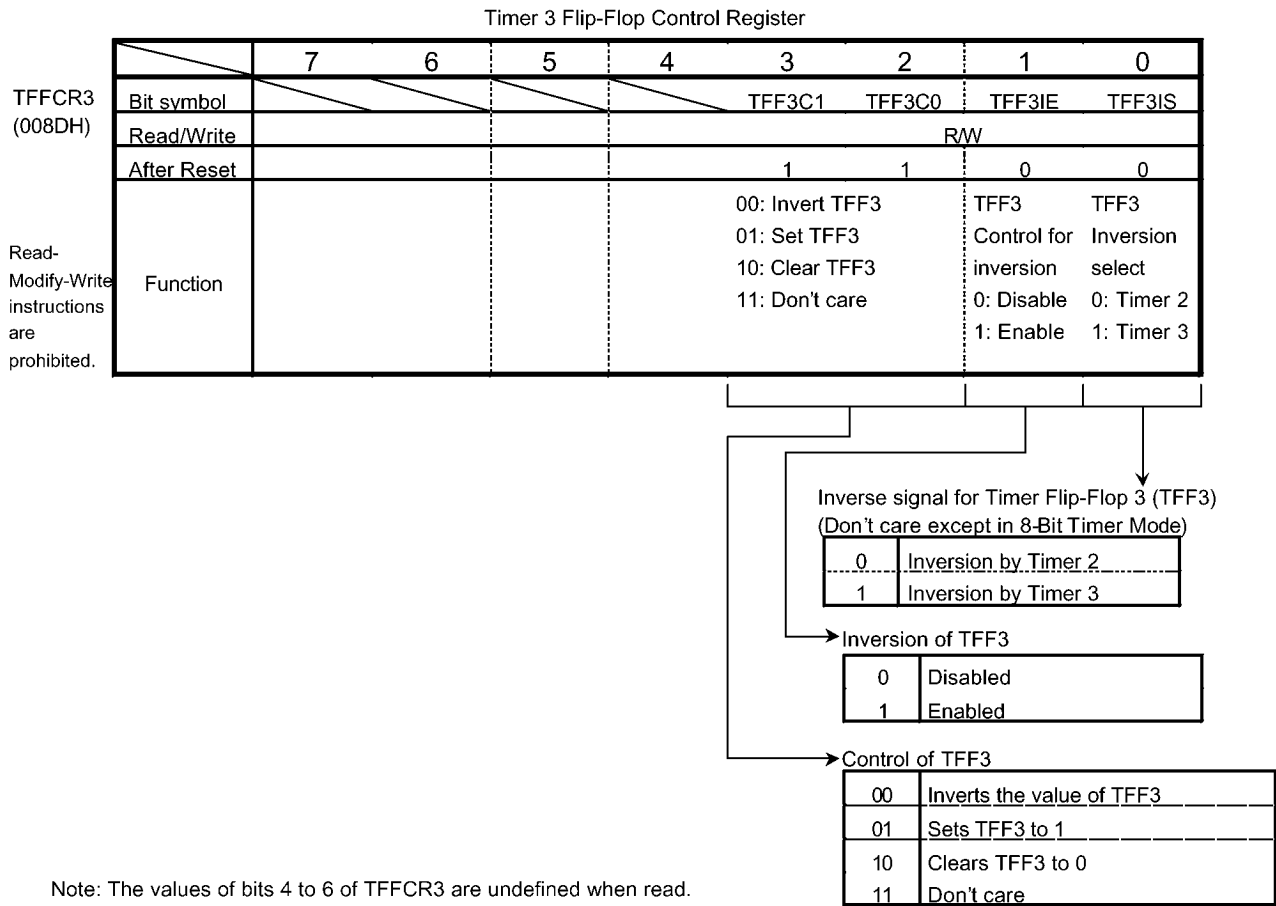 Timer 3 Flip-Flop Control Register
7 6 5 4 3 2 1 0
TFFCR3
(008DH)
Bit symbol TFF3C1 TFF3C0 TFF3IE TFF3IS
Read/Write R/W
After Reset 1 1 0 0
Read-
Modify-Write
instructions
are
prohibited.
Function
00: Invert TFF3
01: Set TFF3
10: Clear TFF3
11: Don't care
TFF3
Control for
inversion
0: Disable
1: Enable
TFF3
Inversion
select
0: Timer 2
1: Timer 3
Inverse signal for Timer Flip-Flop 3 (TFF3)
(Don't care except in 8-Bit Timer Mode)
0 Inversion by Timer 2
1 Inversion by Timer 3
Inversion of TFF3
0 Disabled
1 Enabled
Control of TFF3
00 Inverts the value of TFF3
01 Sets TFF3 to 1
10 Clears TFF3 to 0
11 Don't care
Note: The values of bits 4 to 6 of TFFCR3 are undefined when read.